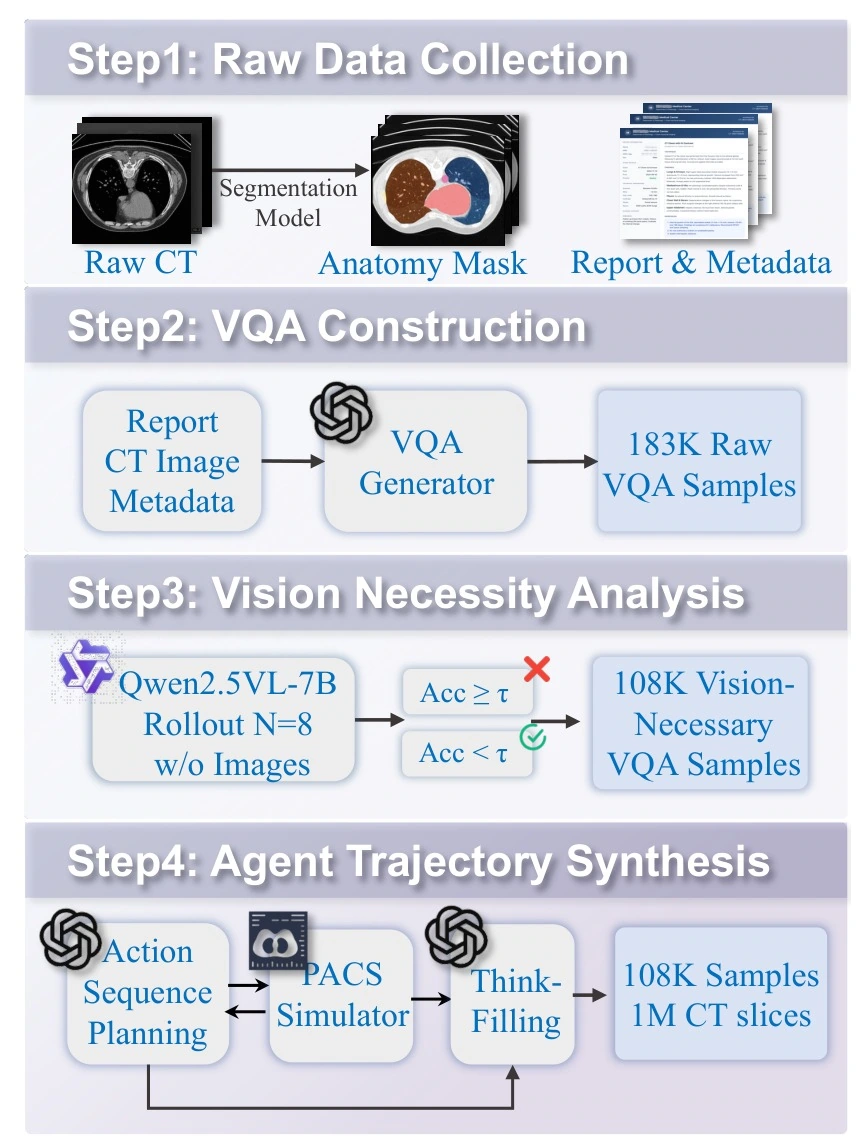 Step1: Raw Data Collection
Segmentation
Model
Raw CT
Anatomy Mask
Report & Metadata
Step2: VQA Construction
Report
CT Image
Metadata
VQA
Generator
183K Raw
VQA Samples
Step3: Vision Necessity Analysis
Qwen2.5VL-7B
Rollout N=8
w/o Images
Acc ≥ τ
Acc < τ
108K Vision-
Necessary
VQA Samples
Step4: Agent Trajectory Synthesis
Action
Sequence
Planning
PACS
Simulator
Think-
Filling
108K Samples
1M CT slices